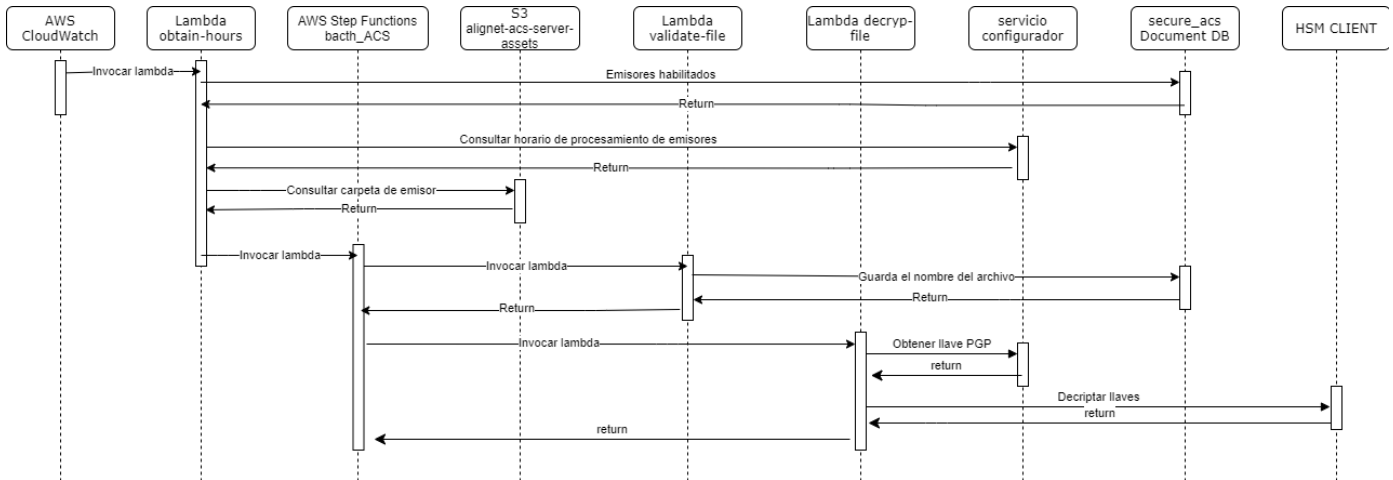 AWS
CloudWatch
Lambda
obtain-hours
AWS Step Functions
bacth_ACS
S3
alignet-acs-server-
assets
Lambda
validate-file
Lambda decryp-
file
servicio
configurador
secure_acs
Document DB
HSM CLIENT
Invocar lambda
Emisores habilitados
Return
Consultar horario de procesamiento de emisores
Return
Consultar carpeta de emisor
Return
Invocar lambda
Invocar lambda
Guarda el nombre del archivo
Return
Return
Invocar lambda
Obtener llave PGP
return
Decriptar llaves
return
return